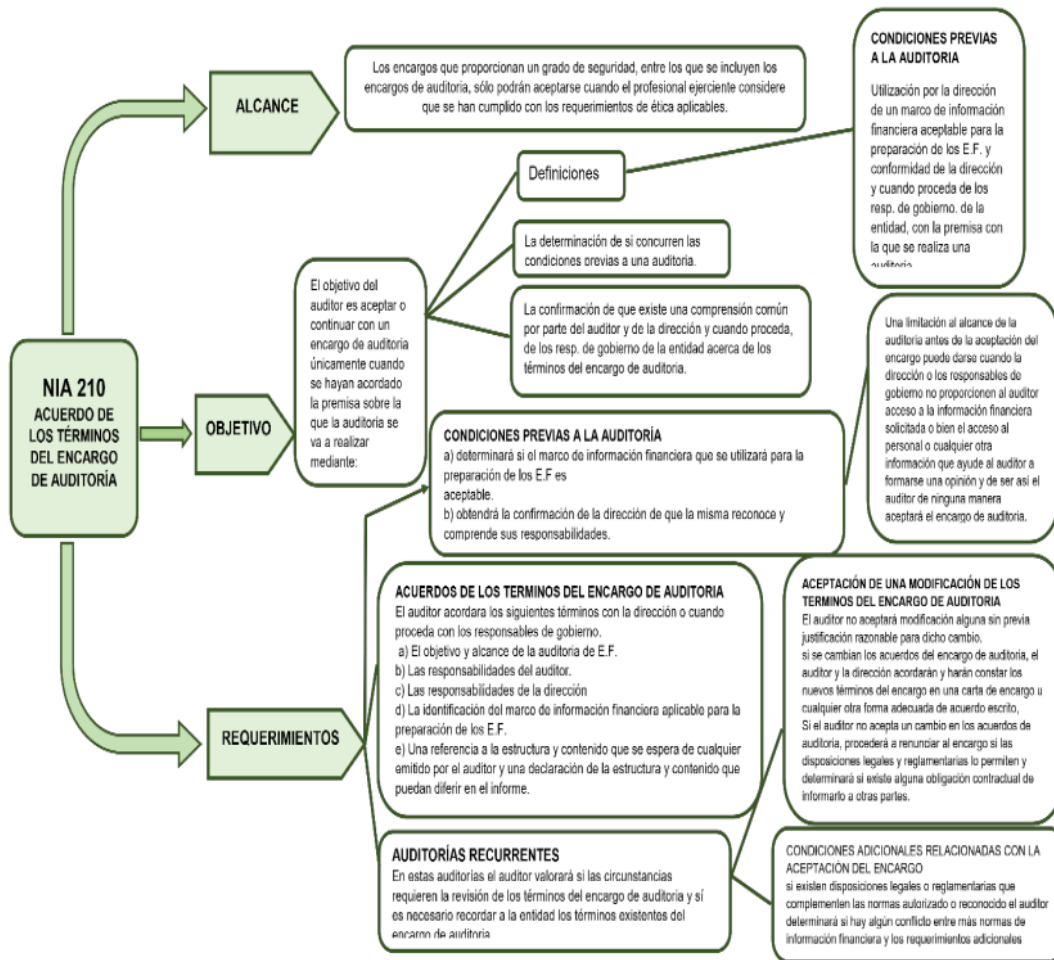 NIA 210
ACUERDO DE
LOS TÉRMINOS
DEL ENCARGO
DE AUDITORÍA
ALCANCE
Los encargos que proporcionan un grado de seguridad, entre los que se incluyen los
encargos de auditoria, sólo podrán aceptarse cuando el profesional ejerciente considere
que se han cumplido con los requerimientos de ética aplicables.
OBJETIVO
El objetivo del
auditor es aceptar o
continuar con un
encargo de auditoria
únicamente cuando
se hayan acordado
la premisa sobre la
que la auditoria se
va a realizar
mediante:
Definiciones
CONDICIONES PREVIAS
A LA AUDITORIA
Utilización por la dirección
de un marco de información
financiera aceptable para la
preparación de los E.F. y
conformidad de la dirección
y cuando proceda de los
resp. de gobierno. de la
entidad, con la premisa con
la que se realiza una
auditoria
La determinación de si concurren las
condiciones previas a una auditoria.
La confirmación de que existe una comprensión común
por parte del auditor y de la dirección y cuando proceda,
de los resp. de gobierno de la entidad acerca de los
términos del encargo de auditoria.
REQUERIMIENTOS
CONDICIONES PREVIAS A LA AUDITORÍA
a) determinará si el marco de información financiera que se utilizará para la
preparación de los E.F es
aceptable.
b) obtendrá la confirmación de la dirección de que la misma reconoce y
comprende sus responsabilidades.
Una limitación al alcance de la
auditoria antes de la aceptación del
encargo puede darse cuando la
dirección o los responsables de
gobierno no proporcionen al auditor
acceso a la información financiera
solicitada o bien el acceso al
personal o cualquier otra
información que ayude al auditor a
formarse una opinión y de ser así el
auditor de ninguna manera
aceptará el encargo de auditoria.
ACUERDOS DE LOS TERMINOS DEL ENCARGO DE AUDITORIA
El auditor acordara los siguientes términos con la dirección o cuando
proceda con los responsables de gobierno.
a) El objetivo y alcance de la auditoria de E.F.
b) Las responsabilidades del auditor.
c) Las responsabilidades de la dirección
d) La identificación del marco de información financiera aplicable para la
preparación de los E.F.
e) Una referencia a la estructura y contenido que se espera de cualquier
emitido por el auditor y una declaración de la estructura y contenido que
puedan diferir en el informe.
AUDITORÍAS RECURRENTES
En estas auditorías el auditor valorará si las circunstancias
requieren la revisión de los términos del encargo de auditoria y sí
es necesario recordar a la entidad los términos existentes del
encargo de auditoria
ACEPTACIÓN DE UNA MODIFICACIÓN DE LOS
TERMINOS DEL ENCARGO DE AUDITORIA
El auditor no aceptará modificación alguna sin previa
justificación razonable para dicho cambio.
si se cambian los acuerdos del encargo de auditoria, el
auditor y la dirección acordarán y harán constar los
nuevos términos del encargo en una carta de encargo u
cualquier otra forma adecuada de acuerdo escrito,
Si el auditor no acepta un cambio en los acuerdos de
auditoria, procederá a renunciar al encargo si las
disposiciones legales y reglamentarias lo permiten y
determinará si existe alguna obligación contractual de
informarlo a otras partes.
CONDICIONES ADICIONALES RELACIONADAS CON LA
ACEPTACIÓN DEL ENCARGO
si existen disposiciones legales o reglamentarias que
complementen las normas autorizado o reconocido el auditor
determinará si hay algún conflicto entre más normas de
información financiera y los requerimientos adicionales